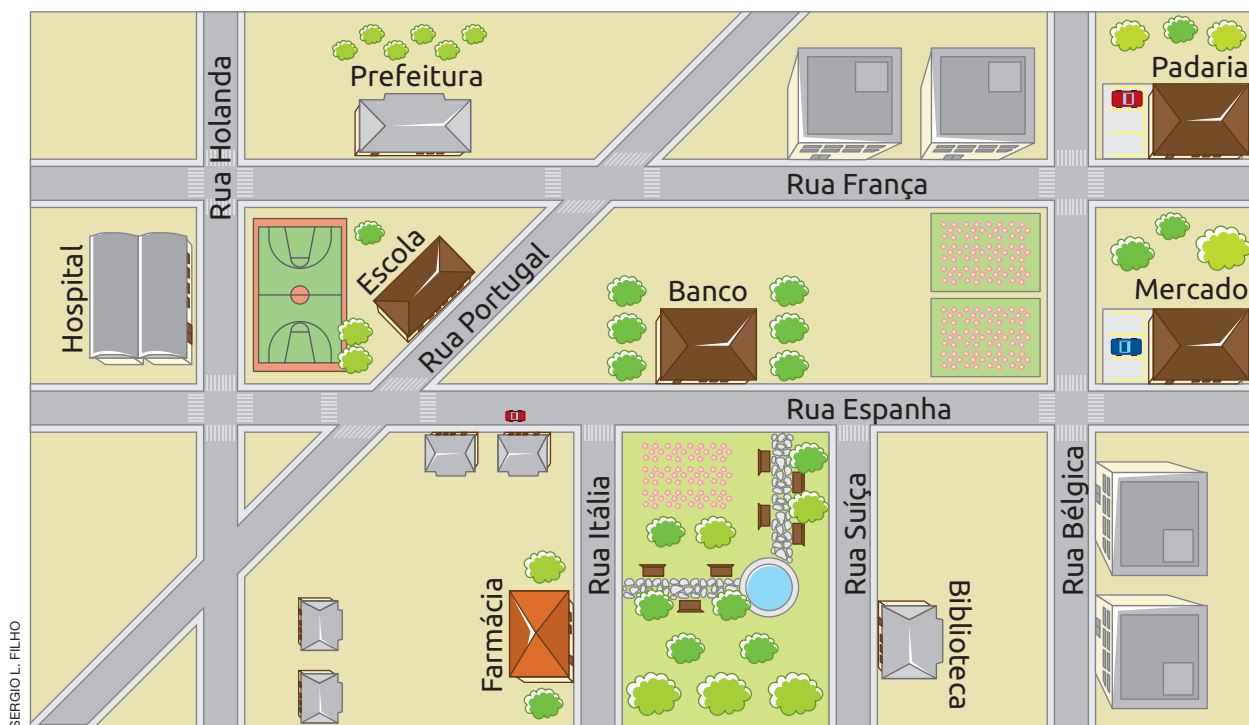 Prefeitura
Padaria
Rua Holanda
Rua França
Hospital
Escola
Rua Portugal
Banco
Mercado
Rua Espanha
Rua Itália
Rua Suíça
Rua Bélgica
Farmácia
Biblioteca
SERGIO L. FILHO